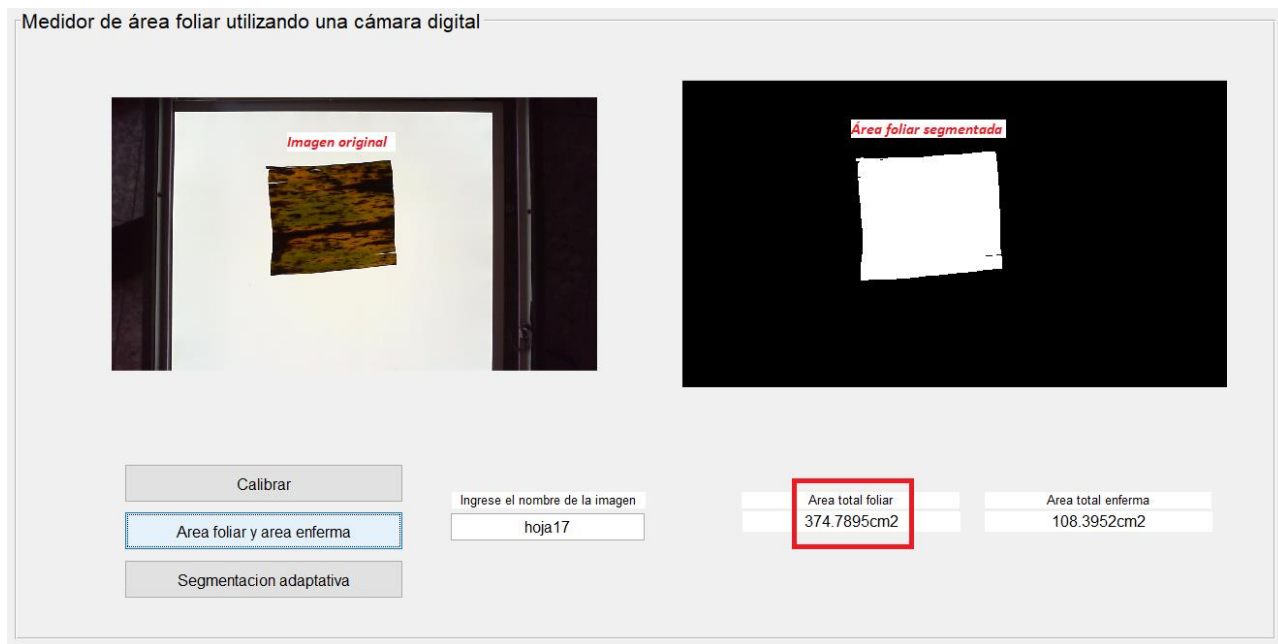 Medidor de área foliar utilizando una cámara digital
Imagen original
Área foliar segmentada
Calibrar
Area foliar y area enferma
Segmentacion adaptativa
Ingrese el nombre de la imagen
hoja17
Area total foliar
374.7895cm2
Area total enferma
108.3952cm2